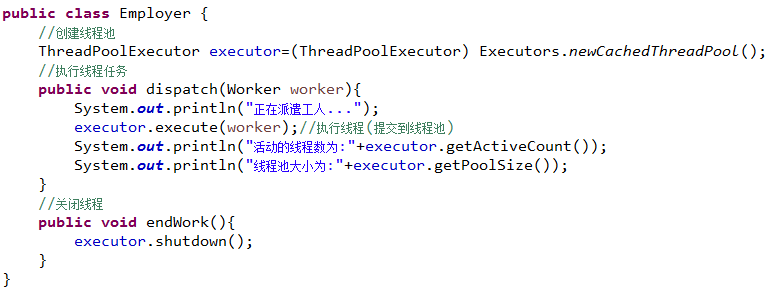 public class Employer {
//创建线程池
ThreadPoolExecutor executor=(ThreadPoolExecutor) Executors.newCachedThreadPool();
//执行线程任务
public void dispatch(Worker worker){
System.out.println("正在派遣工人...");
executor.execute(worker);//执行线程(提交到线程池)
System.out.println("活动的线程数为:"+executor.getActiveCount());
System.out.println("线程池大小为:"+executor.getPoolSize());
}
//关闭线程
public void endWork(){
executor.shutdown();
}
}